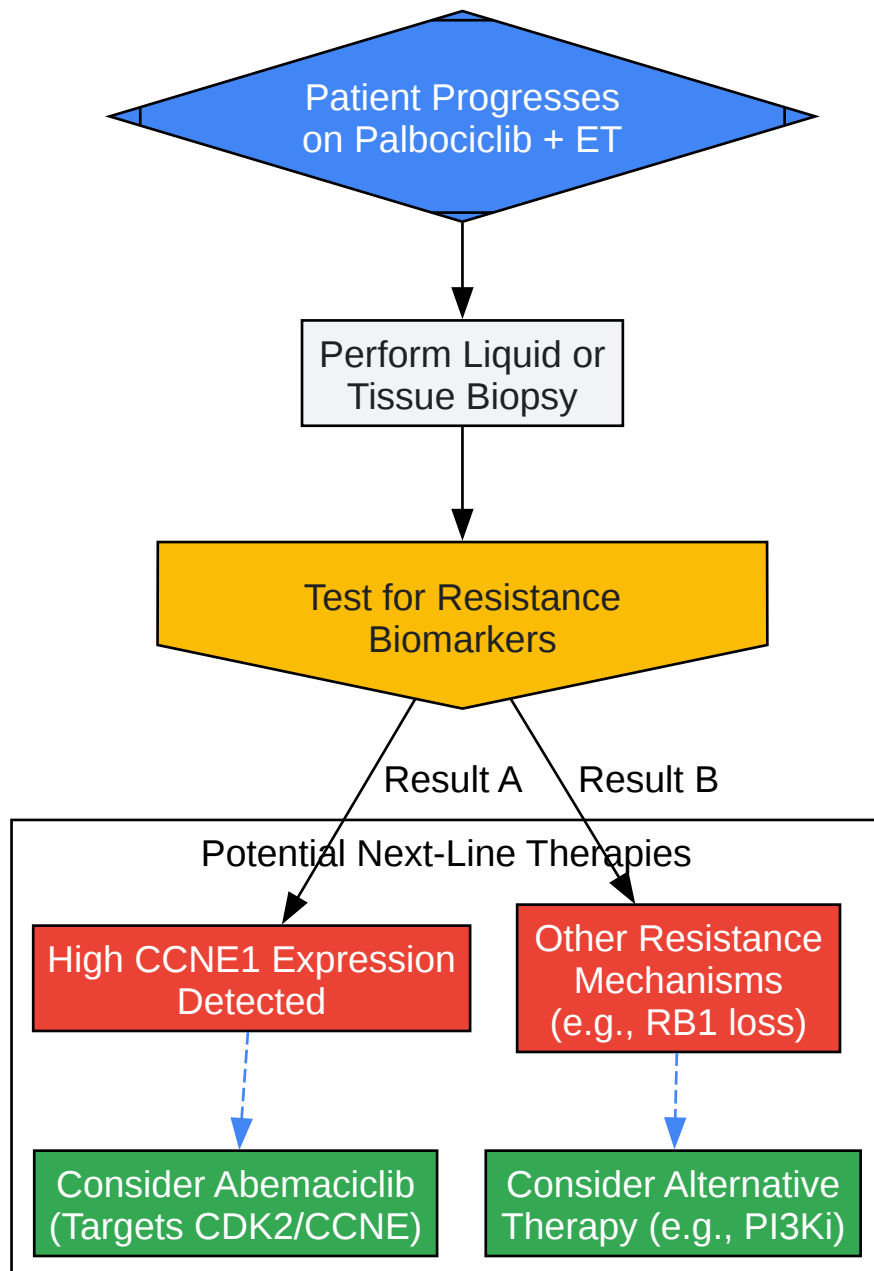 Patient Progresses
on Palbociclib + ET
Perform Liquid or
Tissue Biopsy
Test for Resistance
Biomarkers
Result A
Result B
Potential Next-Line Therapies
High CCNE1 Expression
Detected
Other Resistance
Mechanisms
(e.g., RB1 loss)
Consider Abemaciclib
(Targets CDK2/CCNE)
Consider Alternative
Therapy (e.g., PI3Ki)